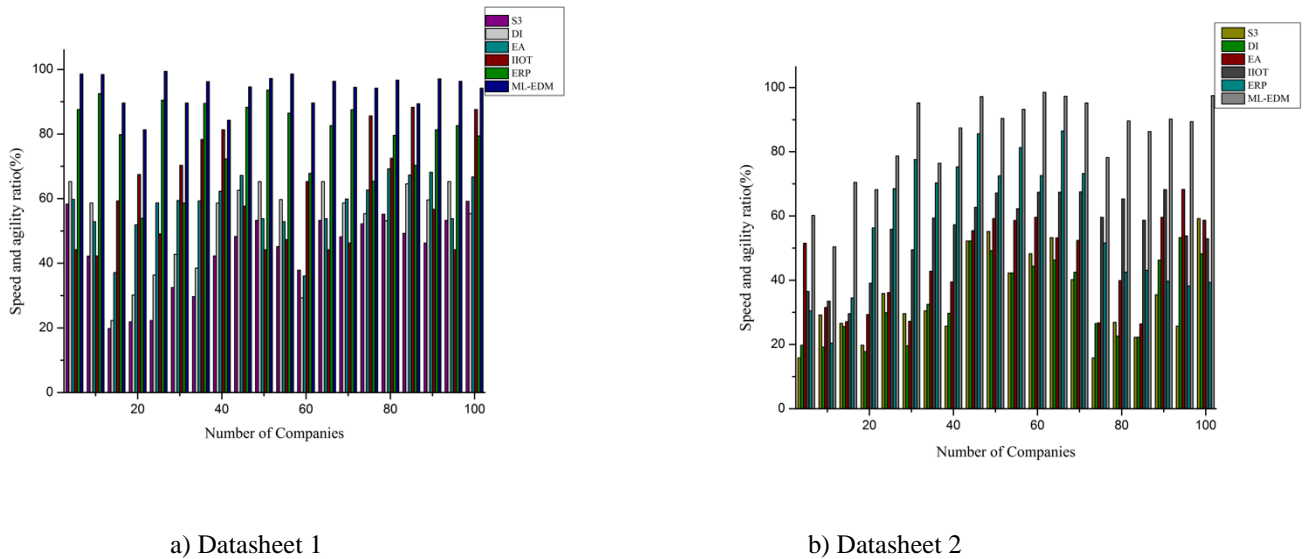 S3
DI
EA
IIOT
ERP
ML-EDM
100
80
60
40
20
0
Speed and agility ratio(%)
20
40
60
80
100
Number of Companies
a) Datasheet 1
S3
DI
EA
IIOT
ERP
ML-EDM
100
80
60
40
20
0
Speed and agility ratio(%)
20
40
60
80
100
Number of Companies
b) Datasheet 2